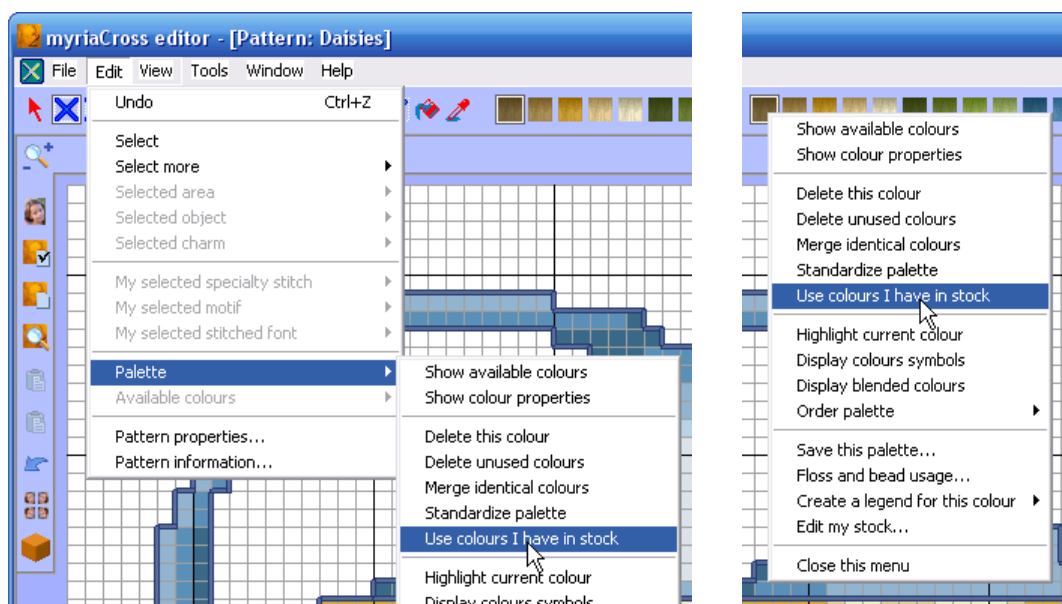 myriaCross editor - [Pattern: Daisies]
File Edit View Tools Window Help
Undo Ctrl+Z
Select
Select more
Selected area
Selected object
Selected charm
My selected specialty stitch
My selected motif
My selected stitched font
Palette
Available colours
Pattern properties...
Pattern information...
Show available colours
Show colour properties
Delete this colour
Delete unused colours
Merge identical colours
Standardize palette
Use colours I have in stock
Highlight current colour
Display colours symbols
Show available colours
Show colour properties
Delete this colour
Delete unused colours
Merge identical colours
Standardize palette
Use colours I have in stock
Highlight current colour
Display colours symbols
Display blended colours
Order palette
Save this palette...
Floss and bead usage...
Create a legend for this colour
Edit my stock...
Close this menu